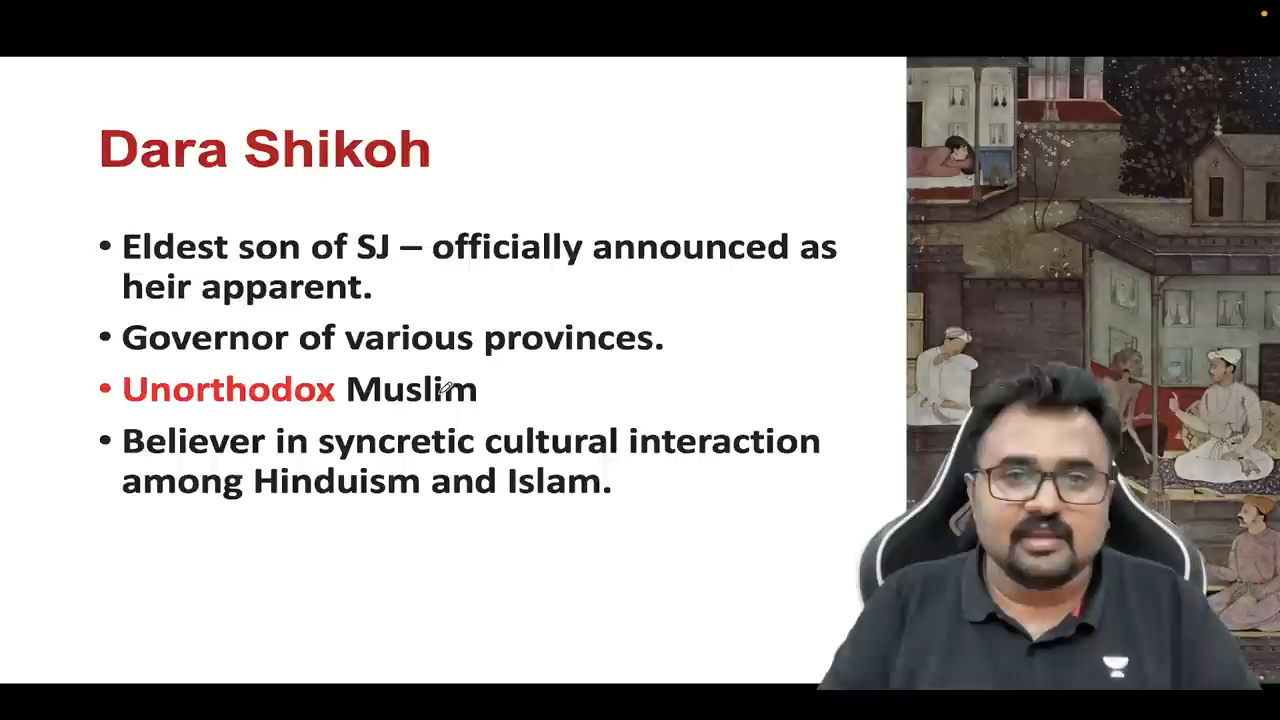 Dara Shikoh
• Eldest son of SJ – officially announced as
heir apparent.
• Governor of various provinces.
• Unorthodox Muslim
• Believer in syncretic cultural interaction
among Hinduism and Islam.